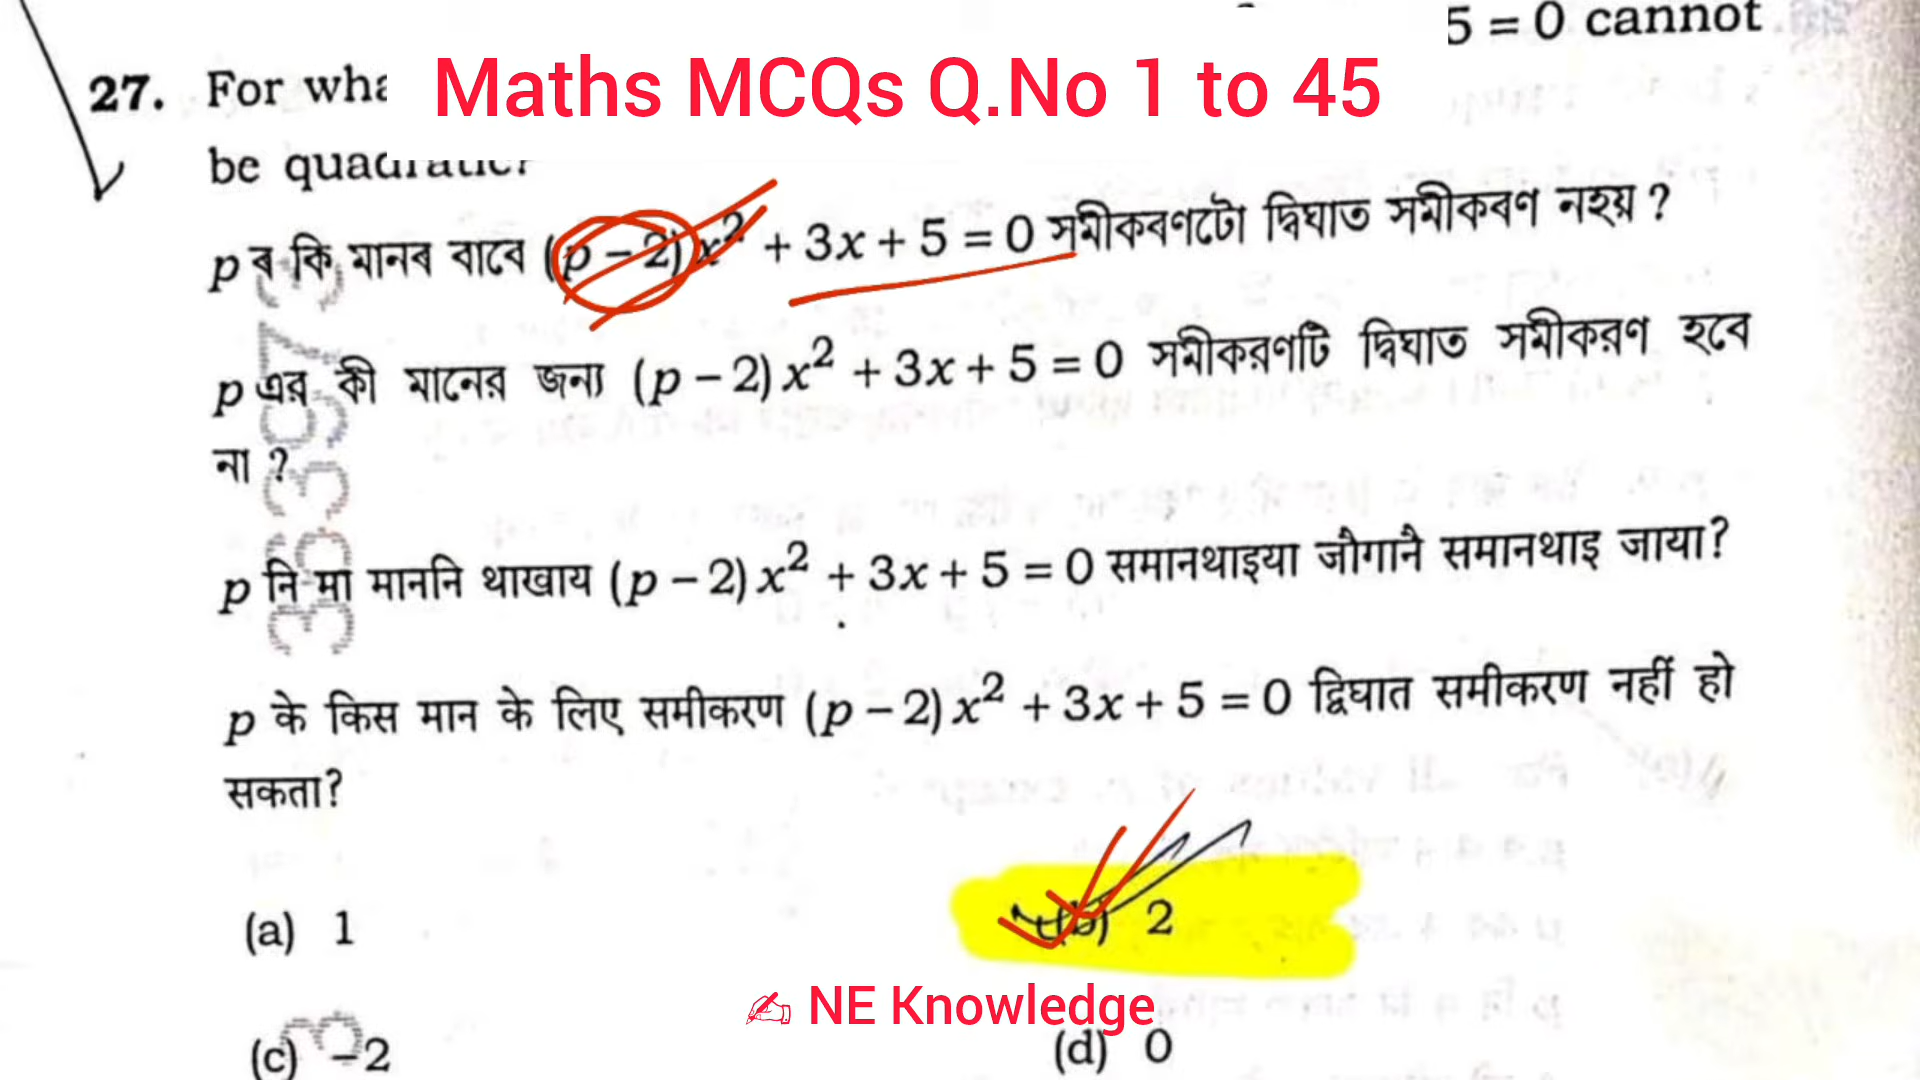 5 = 0 cannot
Maths MCQs Q.No 1 to 45
27. For wha
be quadratic?
p ৰ কি মানৰ বাবে (p – 2) x² + 3x + 5 = 0 সমীকৰণটো দ্বিঘাত সমীকৰণ নহয় ?
p এর কী মানের জন্য (p – 2) x² + 3x + 5 = 0 সমীকরণটি দ্বিঘাত সমীকরণ হবে
না ?
p नि मा माननि थाखाय (p – 2) x² + 3x + 5 = 0 समानथाइया जौगानै समानथाइ जाया?
p के किस मान के लिए समीकरण (p – 2) x² + 3x + 5 = 0 द्विघात समीकरण नहीं हो
सकता?
(a) 1
(b) 2
✍ NE Knowledge
(c) –2
(d) 0